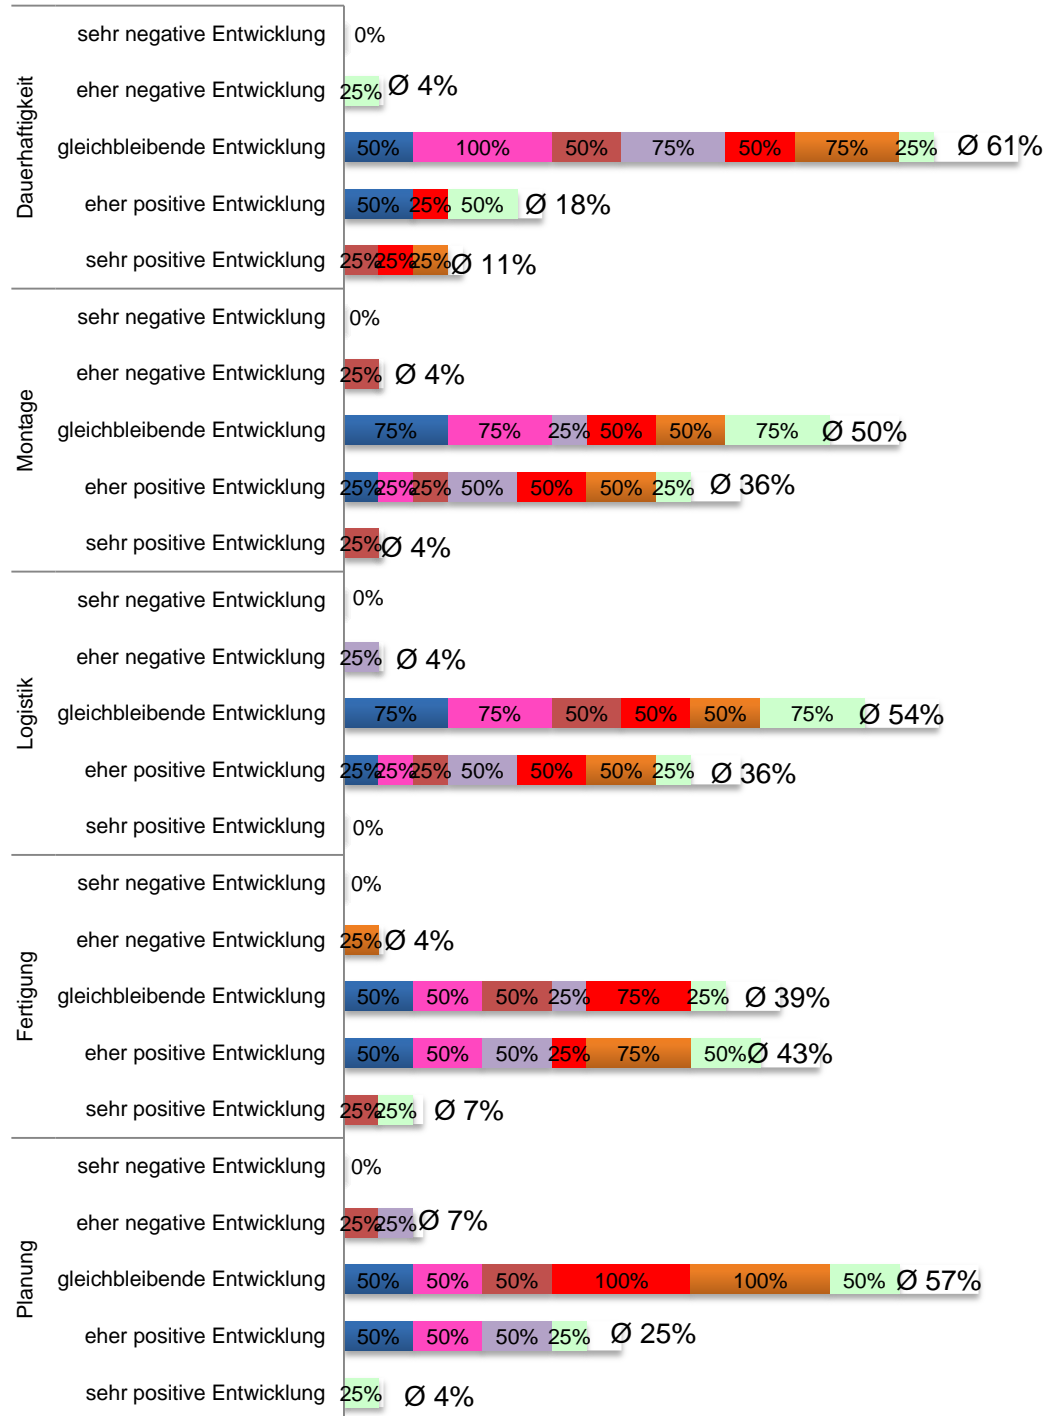 Dauerhaftigkeit
sehr negative Entwicklung 0%
eher negative Entwicklung 25% Ø 4%
gleichbleibende Entwicklung 50% 100% 50% 75% 50% 75% 25% Ø 61%
eher positive Entwicklung 50% 25% 50% Ø 18%
sehr positive Entwicklung 25% 25% 25% Ø 11%
Montage
sehr negative Entwicklung 0%
eher negative Entwicklung 25% Ø 4%
gleichbleibende Entwicklung 75% 75% 25% 50% 50% 75% Ø 50%
eher positive Entwicklung 25% 25% 25% 50% 50% 50% 25% Ø 36%
sehr positive Entwicklung 25% Ø 4%
Logistik
sehr negative Entwicklung 0%
eher negative Entwicklung 25% Ø 4%
gleichbleibende Entwicklung 75% 75% 50% 50% 50% 75% Ø 54%
eher positive Entwicklung 25% 25% 25% 50% 50% 50% 25% Ø 36%
sehr positive Entwicklung 0%
Fertigung
sehr negative Entwicklung 0%
eher negative Entwicklung 25% Ø 4%
gleichbleibende Entwicklung 50% 50% 50% 25% 75% 25% Ø 39%
eher positive Entwicklung 50% 50% 50% 25% 75% 50% Ø 43%
sehr positive Entwicklung 25% 25% Ø 7%
Planung
sehr negative Entwicklung 0%
eher negative Entwicklung 25% 25% Ø 7%
gleichbleibende Entwicklung 50% 50% 50% 100% 100% 50% Ø 57%
eher positive Entwicklung 50% 50% 50% 25% Ø 25%
sehr positive Entwicklung 25% Ø 4%